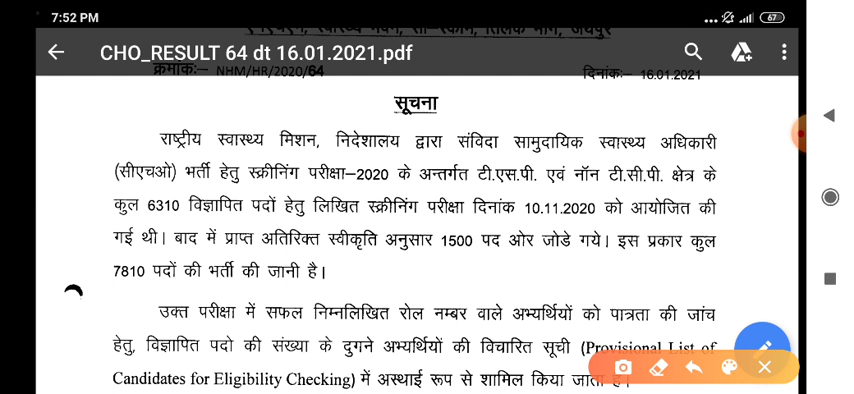 7:52 PM
67
CHO_RESULT 64 dt 16.01.2021.pdf
क्रमांक:- NHM/HR/2020/64 दिनांक:- 16.01.2021
सूचना
राष्ट्रीय स्वास्थ्य मिशन, निदेशालय द्वारा संविदा सामुदायिक स्वास्थ्य अधिकारी
(सीएचओ) भर्ती हेतु स्क्रीनिंग परीक्षा–2020 के अन्तर्गत टी.एस.पी. एवं नॉन टी.सी.पी. क्षेत्र के
कुल 6310 विज्ञापित पदों हेतु लिखित स्क्रीनिंग परीक्षा दिनांक 10.11.2020 को आयोजित की
गई थी। बाद में प्राप्त अतिरिक्त स्वीकृति अनुसार 1500 पद ओर जोडे गये। इस प्रकार कुल
7810 पदों की भर्ती की जानी है।
उक्त परीक्षा में सफल निम्नलिखित रोल नम्बर वाले अभ्यर्थियों को पात्रता की जांच
हेतु, विज्ञापित पदो की संख्या के दुगने अभ्यर्थियों की विचारित सूची (Provisional List of
Candidates for Eligibility Checking) में अस्थाई रूप से शामिल किया जाता है।